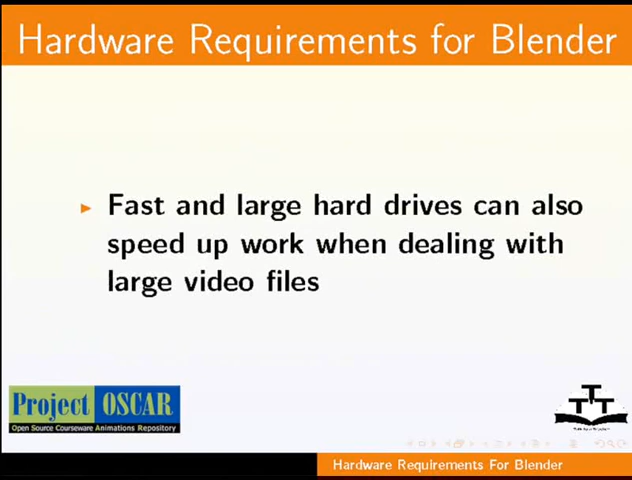 Hardware Requirements for Blender
Fast and large hard drives can also
speed up work when dealing with
large video files
Project OSCAR
Open Source Courseware Animations Repository
TTT
Hardware Requirements For Blender